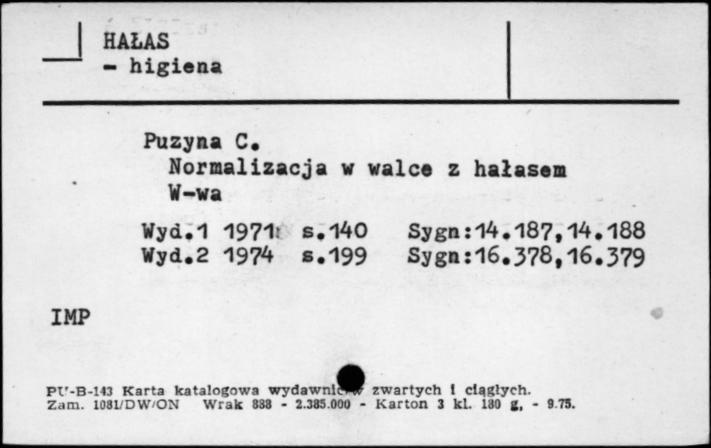 HAŁAS
- higiena
Puzyna C.
Normalizacja w walce z hałasem
W-wa
Wyd.1 1971 s.140 Sygn:14.187,14.188
Wyd.2 1974 s.199 Sygn:16.378,16.379
IMP
PU-B-143 Karta katalogowa wydawnictw zwartych i ciągłych.
Zam. 1081/DW/ON Wrak 888 - 2.385.000 - Karton 3 kl. 180 g, - 9.75.